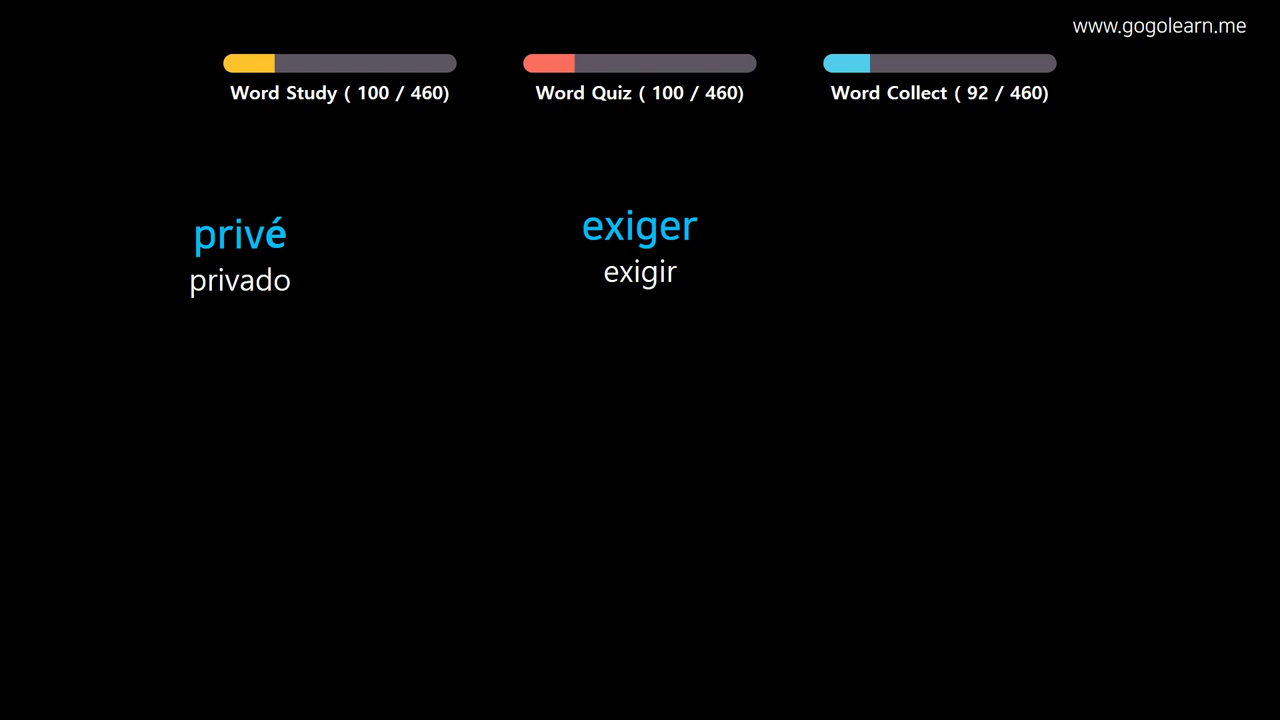 www.gogolearn.me
Word Study ( 100 / 460)
Word Quiz ( 100 / 460)
Word Collect ( 92 / 460)
privé
privado
exiger
exigir